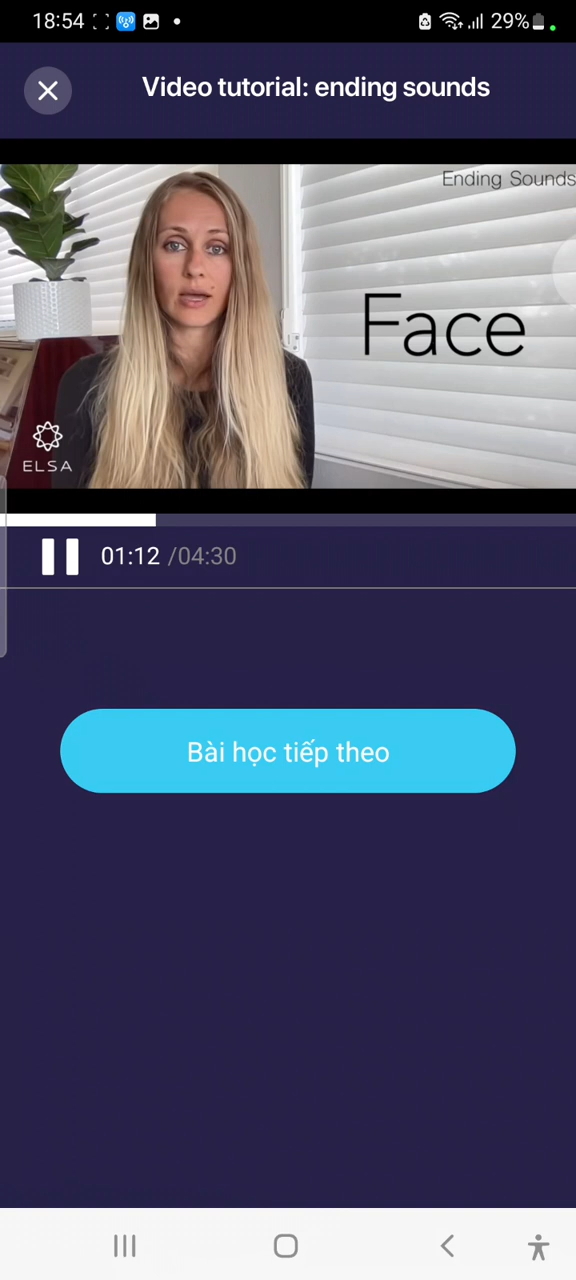 18:54 29%
Video tutorial: ending sounds
Ending Sounds
Face
ELSA
01:12 /04:30
Bài học tiếp theo